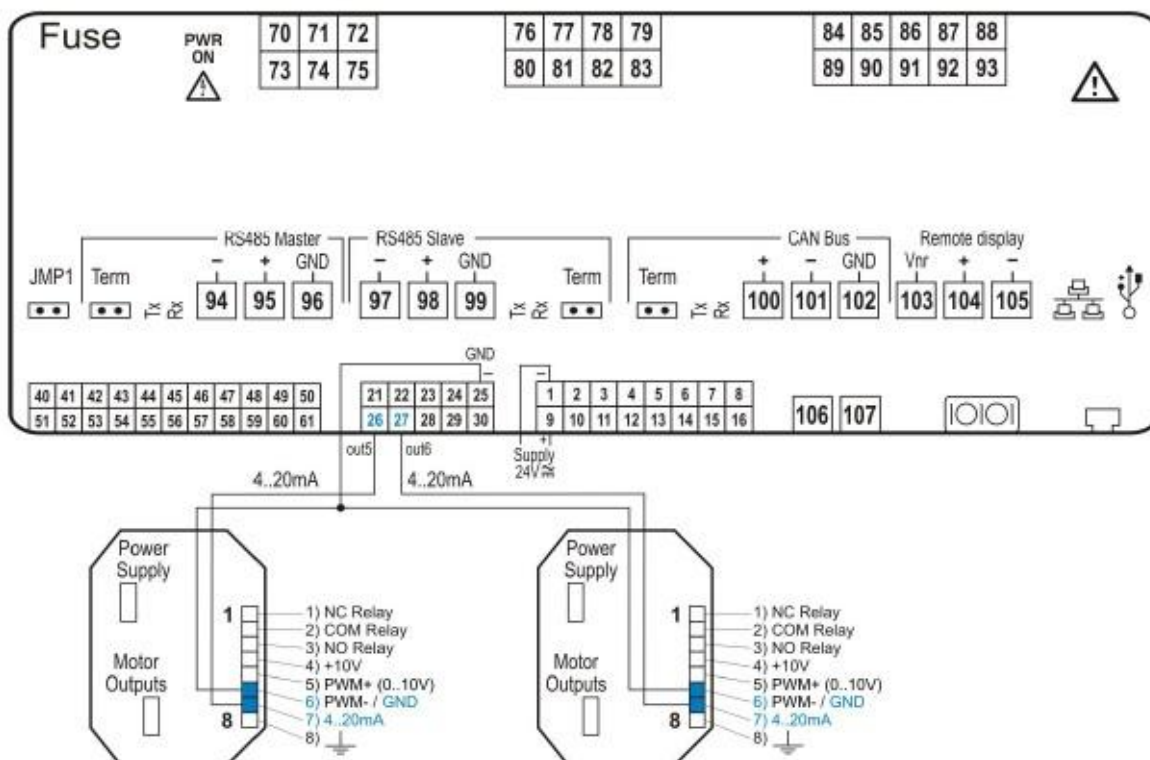 Fuse
PWR
ON
70 71 72
73 74 75
76 77 78 79
80 81 82 83
84 85 86 87 88
89 90 91 92 93
RS485 Master RS485 Slave CAN Bus Remote display
JMP1 Term - + GND - + GND Term Term + - GND Vnr + -
Tx Rx 94 95 96 97 98 99 Tx Rx Tx Rx 100 101 102 103 104 105
GND
- -
40 41 42 43 44 45 46 47 48 49 50 21 22 23 24 25 1 2 3 4 5 6 7 8
51 52 53 54 55 56 57 58 59 60 61 26 27 28 29 30 9 10 11 12 13 14 15 16 106 107
out5 out6 +
Supply
24V
4..20mA 4..20mA
Power
Supply
Motor
Outputs
1
8
1) NC Relay
2) COM Relay
3) NO Relay
4) +10V
5) PWM+ (0..10V)
6) PWM- / GND
7) 4..20mA
8)
Power
Supply
Motor
Outputs
1
8
1) NC Relay
2) COM Relay
3) NO Relay
4) +10V
5) PWM+ (0..10V)
6) PWM- / GND
7) 4..20mA
8)